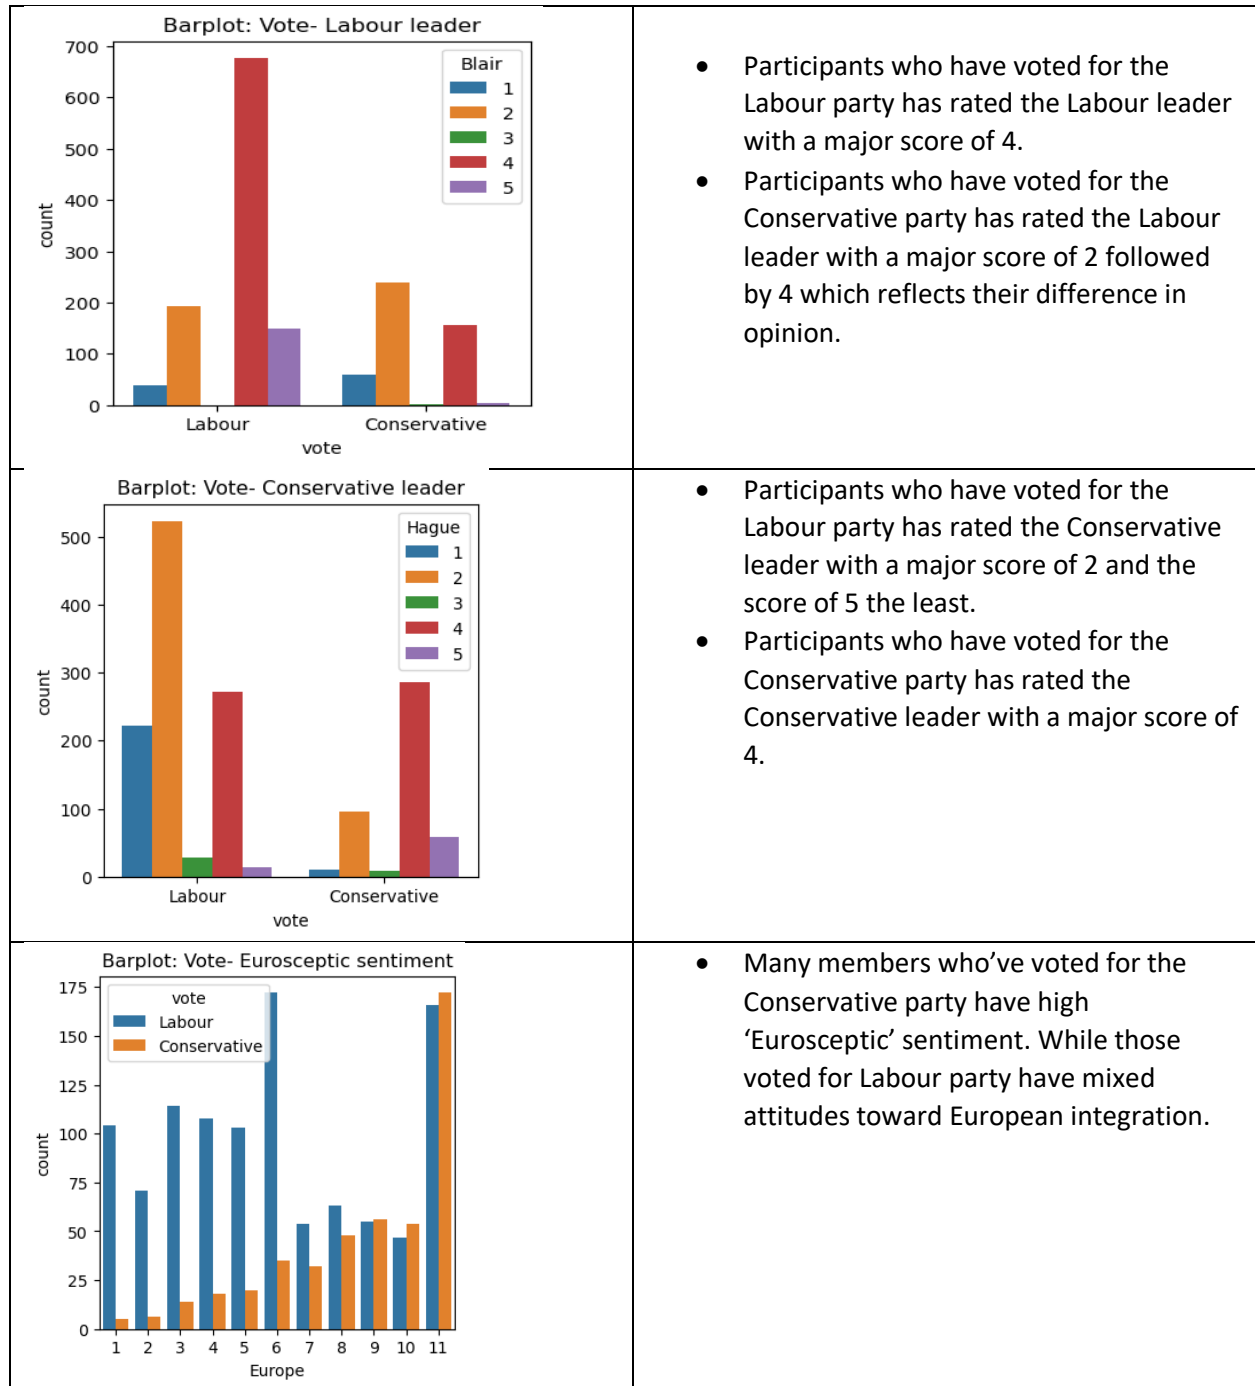 Barplot: Vote- Labour leader
700
600
500
400
300
200
100
0
count
Blair
1
2
3
4
5
Labour Conservative
vote
• Participants who have voted for the
Labour party has rated the Labour leader
with a major score of 4.
• Participants who have voted for the
Conservative party has rated the Labour
leader with a major score of 2 followed
by 4 which reflects their difference in
opinion.
Barplot: Vote- Conservative leader
500
400
300
200
100
0
count
Hague
1
2
3
4
5
Labour Conservative
vote
• Participants who have voted for the
Labour party has rated the Conservative
leader with a major score of 2 and the
score of 5 the least.
• Participants who have voted for the
Conservative party has rated the
Conservative leader with a major score of
4.
Barplot: Vote- Eurosceptic sentiment
175
150
125
100
75
50
25
0
count
vote
Labour
Conservative
1 2 3 4 5 6 7 8 9 10 11
Europe
• Many members who’ve voted for the
Conservative party have high
‘Eurosceptic’ sentiment. While those
voted for Labour party have mixed
attitudes toward European integration.